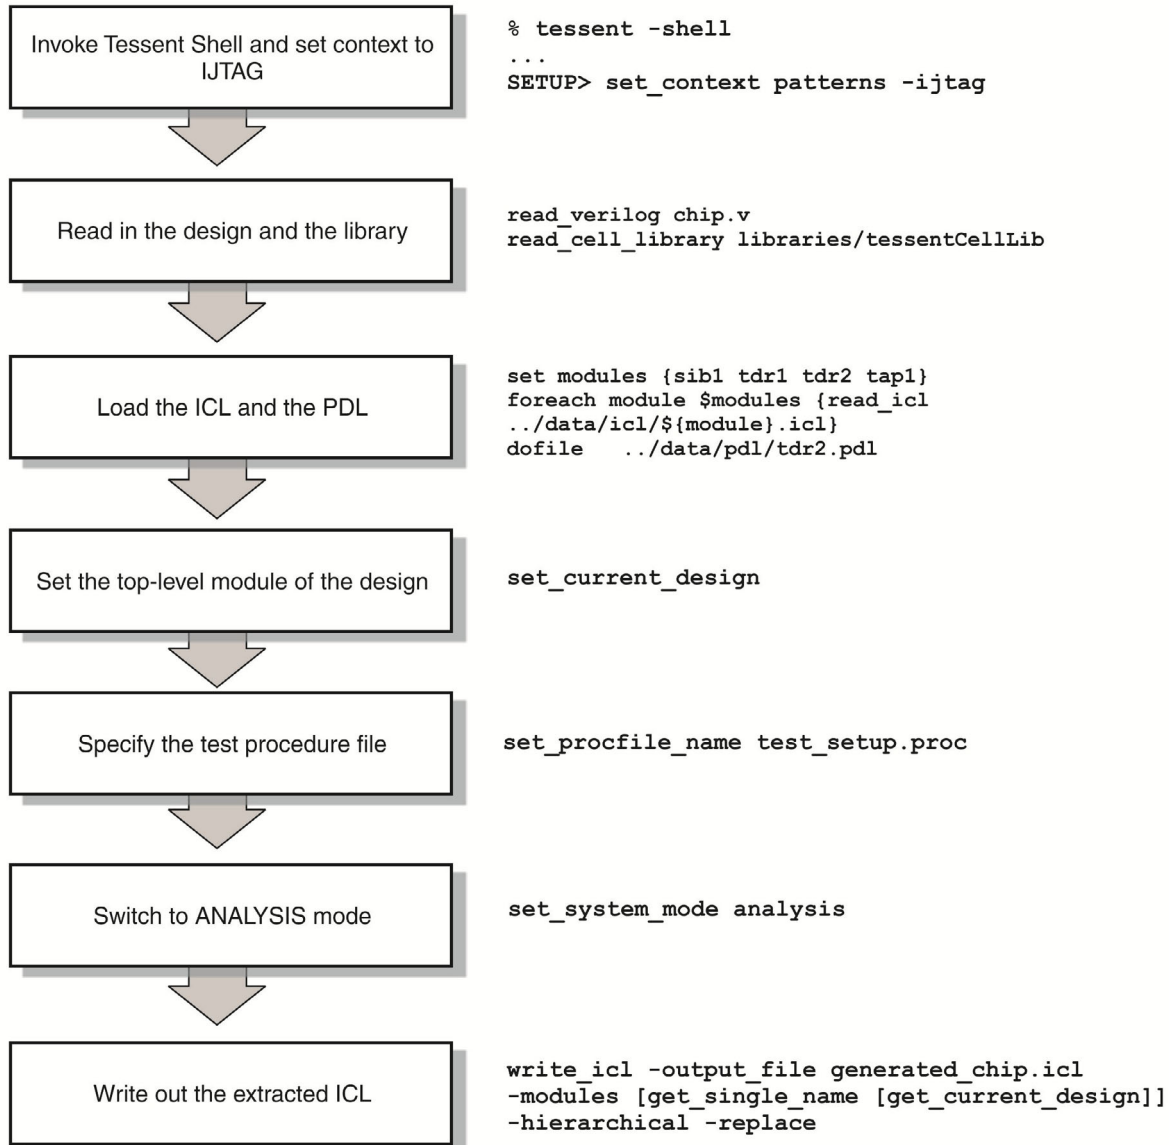 Invoke Tessent Shell and set context to
IJTAG
% tessent -shell
...
SETUP> set_context patterns -ijtag
Read in the design and the library
read_verilog chip.v
read_cell_library libraries/tessentCellLib
Load the ICL and the PDL
set modules {sib1 tdr1 tdr2 tap1}
foreach module $modules {read_icl
../data/icl/${module}.icl}
dofile   ../data/pdl/tdr2.pdl
Set the top-level module of the design
set_current_design
Specify the test procedure file
set_procfile_name test_setup.proc
Switch to ANALYSIS mode
set_system_mode analysis
Write out the extracted ICL
write_icl -output_file generated_chip.icl
-modules [get_single_name [get_current_design]]
-hierarchical -replace